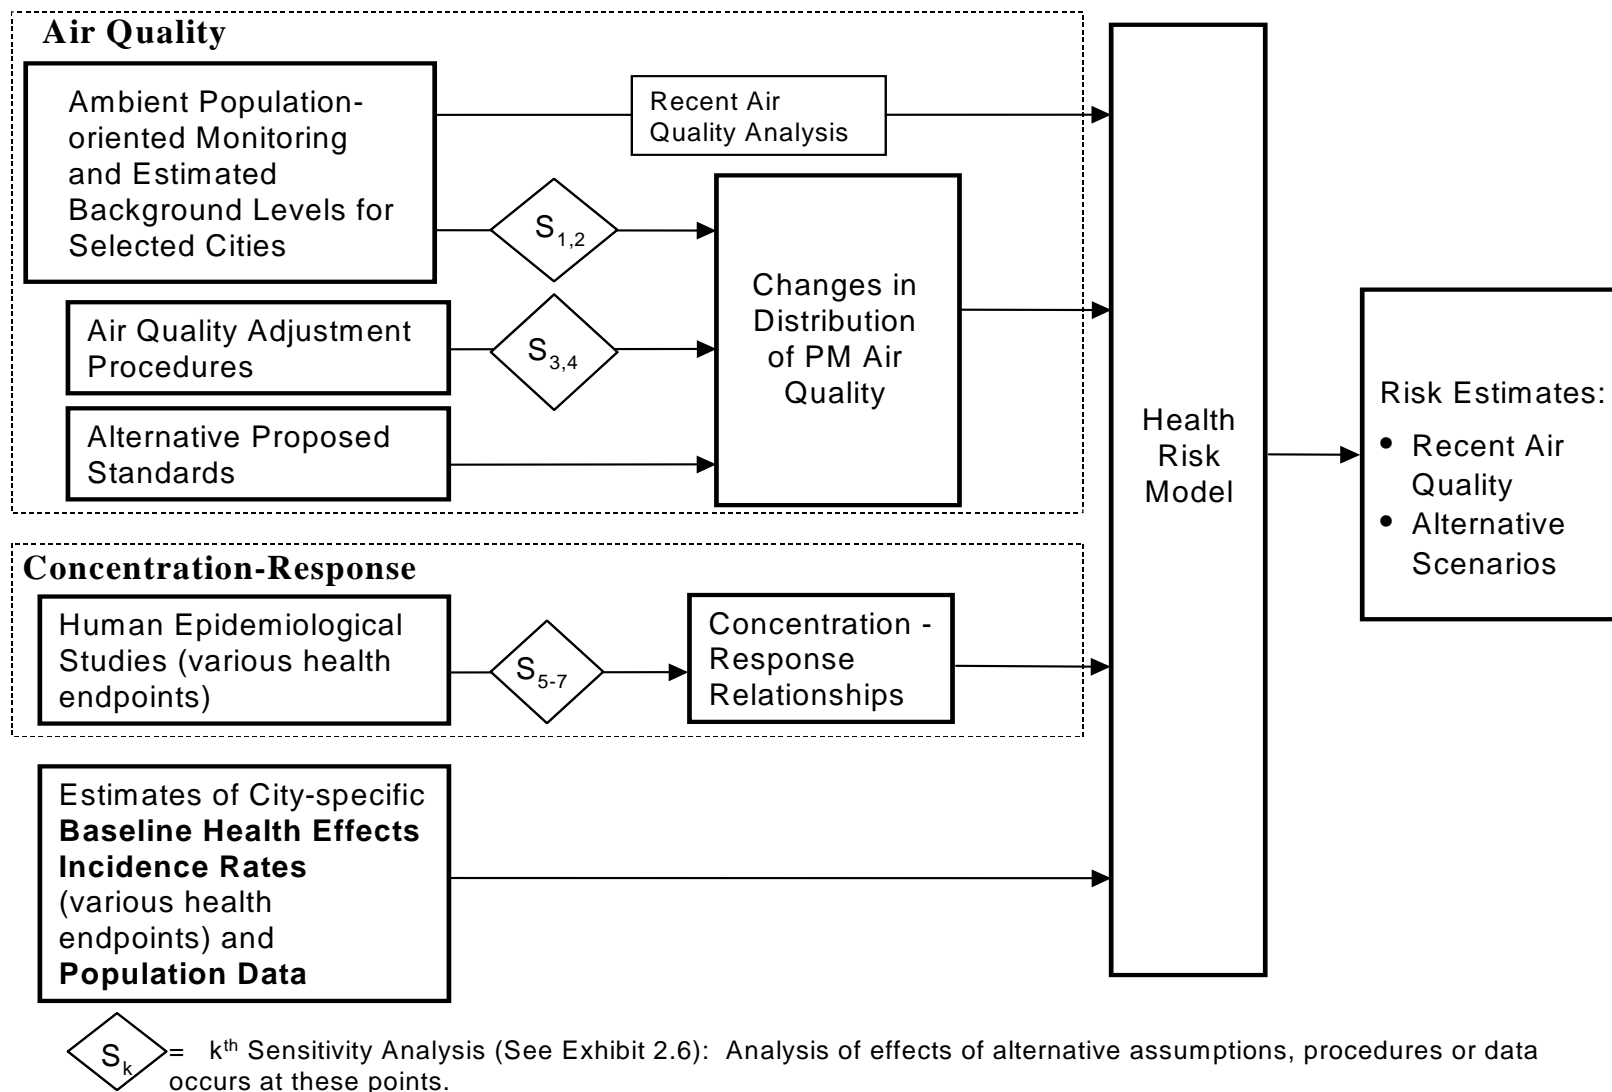 Air Quality
Ambient Population-
oriented Monitoring
and Estimated
Background Levels for
Selected Cities
Recent Air
Quality Analysis
S1,2
Air Quality Adjustment
Procedures
S3,4
Alternative Proposed
Standards
Changes in
Distribution
of PM Air
Quality
Health
Risk
Model
Risk Estimates:
• Recent Air
Quality
• Alternative
Scenarios
Concentration-Response
Human Epidemiological
Studies (various health
endpoints)
S5-7
Concentration -
Response
Relationships
Estimates of City-specific
Baseline Health Effects
Incidence Rates
(various health
endpoints) and
Population Data
Sk = kth Sensitivity Analysis (See Exhibit 2.6): Analysis of effects of alternative assumptions, procedures or data
occurs at these points.